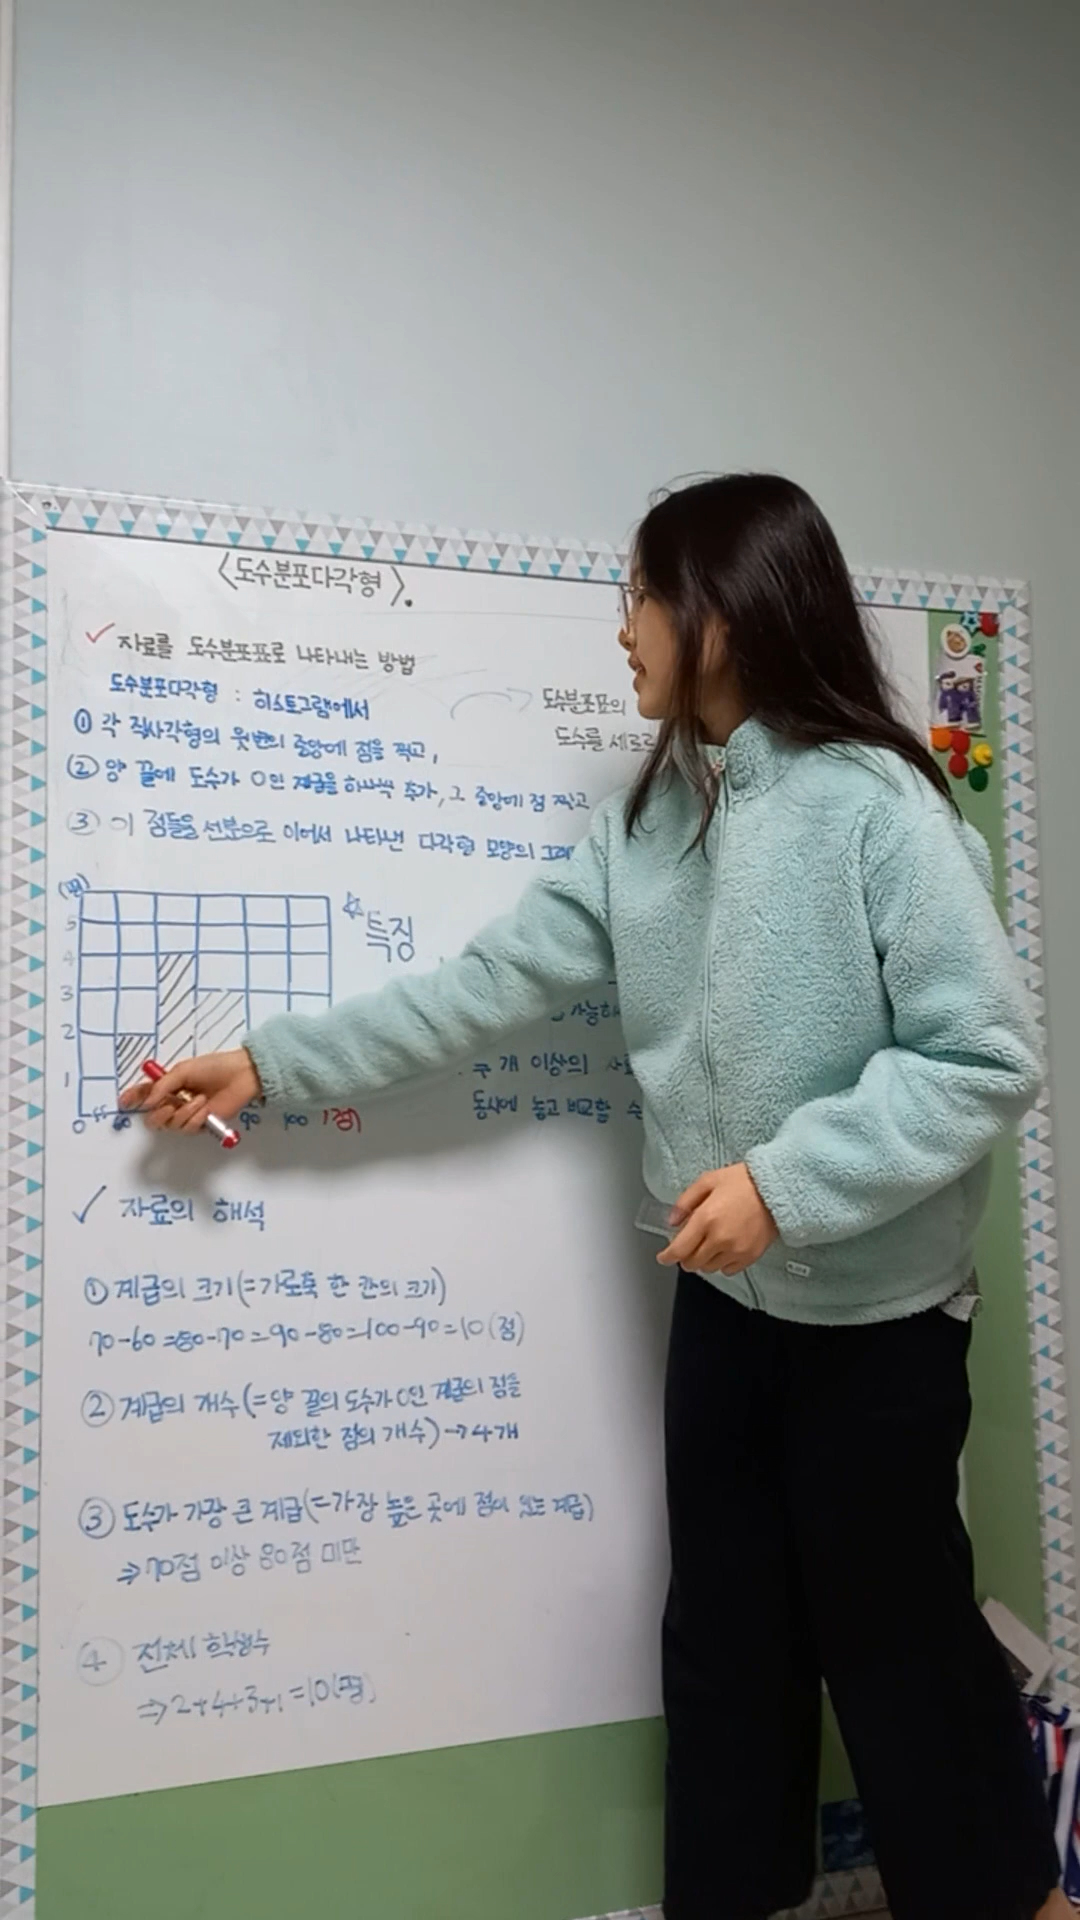 <도수분포다각형>.
✓ 자료를 도수분포표로 나타내는 방법
도수분포다각형 : 히스토그램에서
도수분포표의
① 각 직사각형의 윗변의 중앙에 점을 찍고,
도수를 세로
② 양 끝에 도수가 0인 계급을 하나씩 추가, 그 중앙에 점 찍고
③ 이 점들을 선분으로 이어서 나타낸 다각형 모양의 그래
(명)
5
4
3
2
1
0
60
90
100
(점)
☆특징
가능하
두 개 이상의
동시에 놓고 비교할 수
✓ 자료의 해석
① 계급의 크기(=가로축 한 칸의 크기)
70-60=80-70=90-80=100-90=10(점)
② 계급의 개수(=양 끝의 도수가 0인 계급의 점을
제외한 점의 개수)→4개
③ 도수가 가장 큰 계급(=가장 높은 곳에 점이 있는 계급)
⇒70점 이상 80점 미만
④ 전체 학생수
⇒2+4+3+1=10(명)